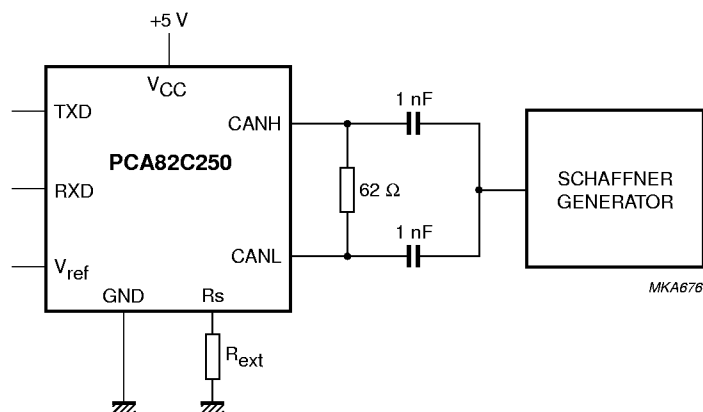 +5 V
VCC
TXD
CANH
1 nF
PCA82C250
SCHAFFNER
GENERATOR
RXD
62 Ω
1 nF
CANL
Vref
GND
Rs
MKA676
Rext